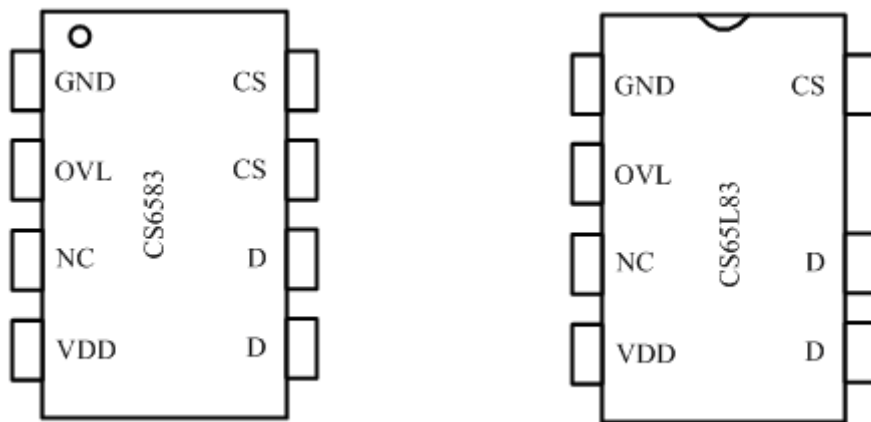 GND CS
OVL CS
CS6583
NC D
VDD D
GND CS
OVL
CS65L83
NC D
VDD D